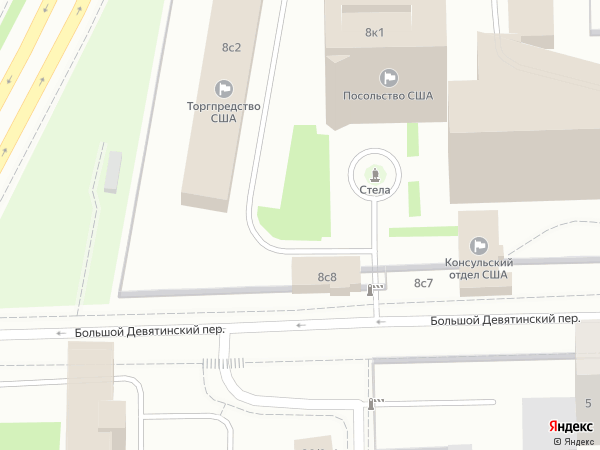 8к1
8с2
Посольство США
Торгпредство
США
Стела
Консульский
отдел США
8с8
8с7
Большой Девятинский пер.
Большой Девятинский пер.
5
Яндекс
© Яндекс